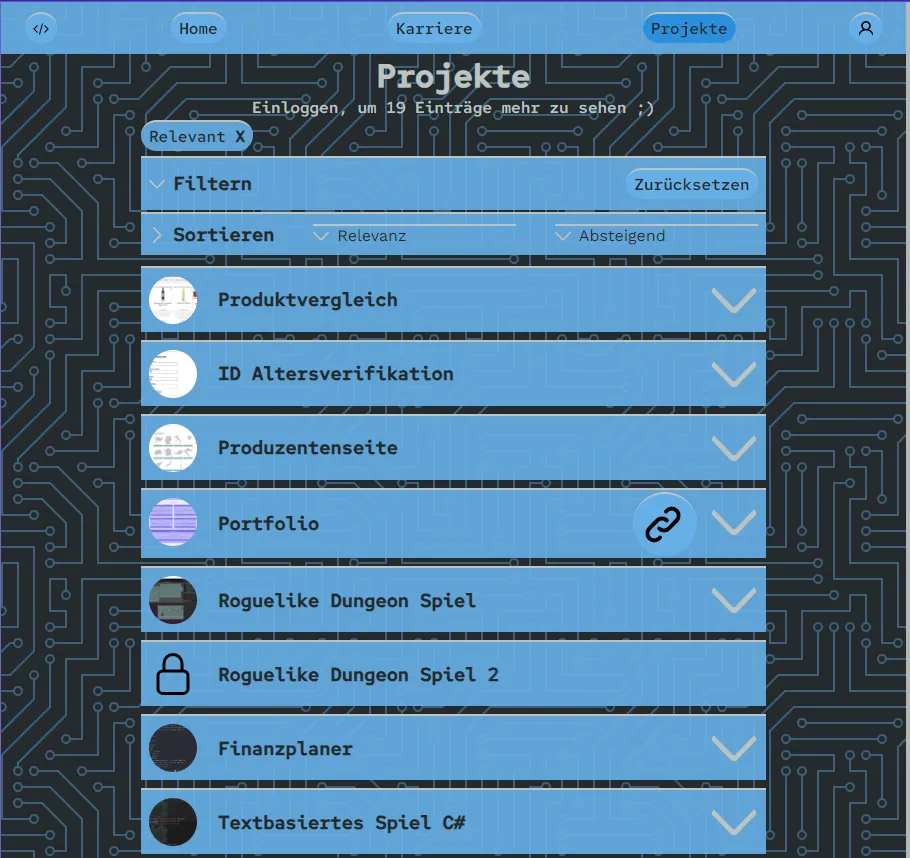 </>
Home
Karriere
Projekte
Projekte
Einloggen, um 19 Einträge mehr zu sehen ;)
Relevant X
Filtern
Zurücksetzen
Sortieren
Relevanz
Absteigend
Produktvergleich
ID Altersverifikation
Produzentenseite
Portfolio
Roguelike Dungeon Spiel
Roguelike Dungeon Spiel 2
Finanzplaner
Textbasiertes Spiel C#